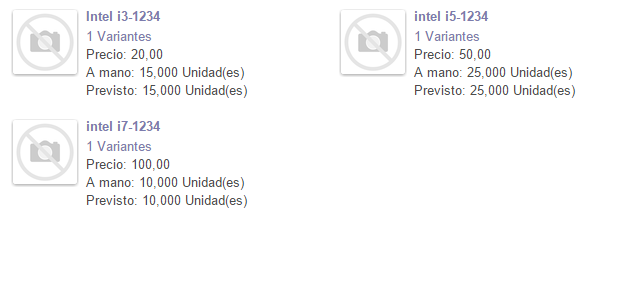 Intel i3-1234
1 Variantes
Precio: 20,00
A mano: 15,000 Unidad(es)
Previsto: 15,000 Unidad(es)
intel i5-1234
1 Variantes
Precio: 50,00
A mano: 25,000 Unidad(es)
Previsto: 25,000 Unidad(es)
intel i7-1234
1 Variantes
Precio: 100,00
A mano: 10,000 Unidad(es)
Previsto: 10,000 Unidad(es)